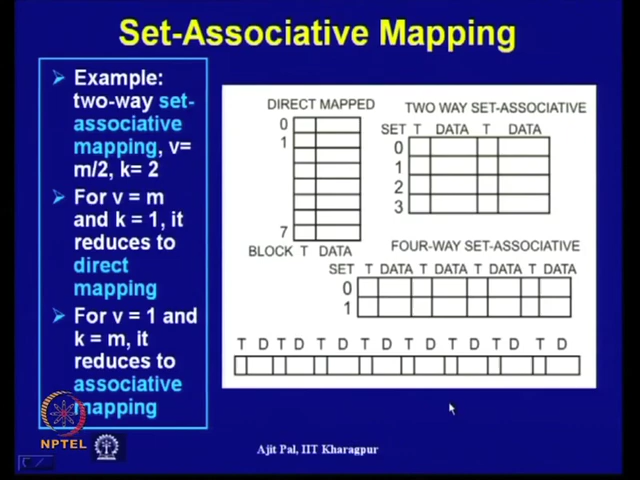 Set-Associative Mapping
Example:
two-way set-
associative
mapping, v=
m/2, k= 2
For v = m
and k = 1, it
reduces to
direct
mapping
For v = 1 and
k = m, it
reduces to
associative
mapping
DIRECT MAPPED
0
1
7
BLOCK T DATA
TWO WAY SET-ASSOCIATIVE
SET T DATA T DATA
0
1
2
3
FOUR-WAY SET-ASSOCIATIVE
SET T DATA T DATA T DATA T DATA
0
1
T D T D T D T D T D T D T D T D
NPTEL
Ajit Pal, IIT Kharagpur